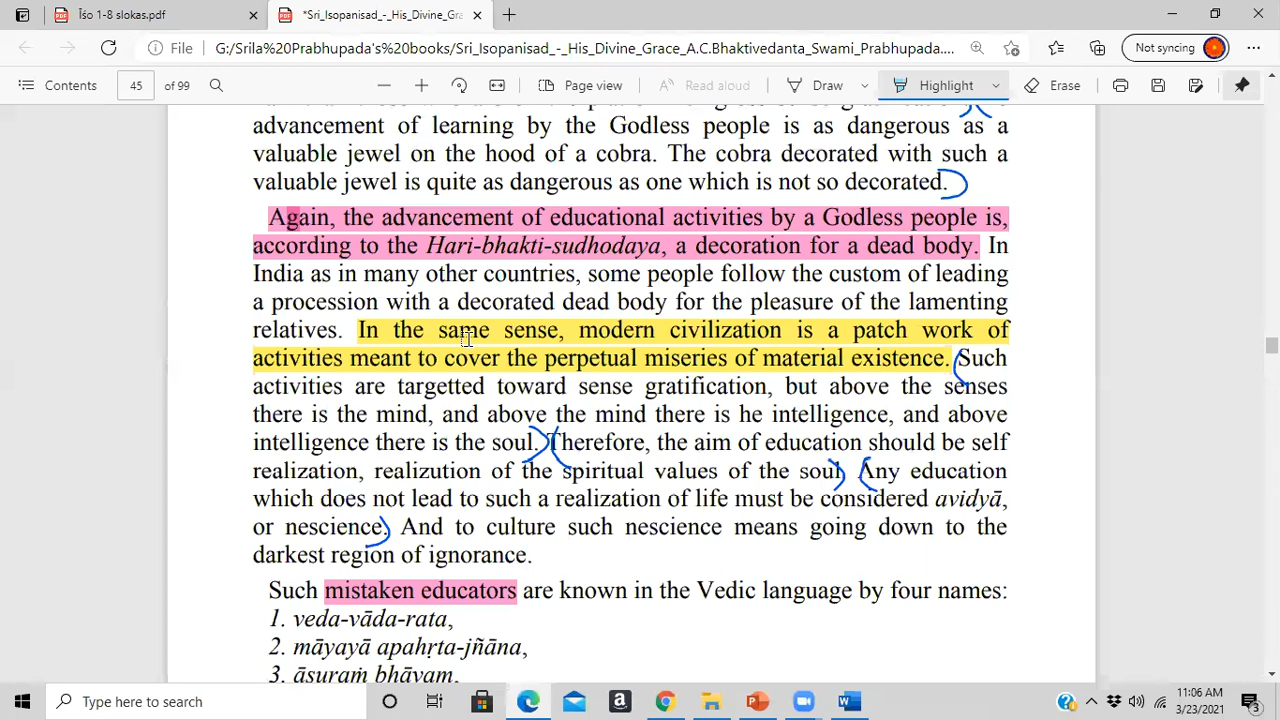 Īśo 1-8 slokas.pdf
*Sri_Isopanisad_-_His_Divine_Gra
File
G:/Srila%20Prabhupada's%20books/Sri_Isopanisad_-_His_Divine_Grace_A.C.Bhaktivedanta_Swami_Prabhupada....
Not syncing
Contents
45
of 99
Page view
Read aloud
Draw
Highlight
Erase
advancement of learning by the Godless people is as dangerous as a
valuable jewel on the hood of a cobra. The cobra decorated with such a
valuable jewel is quite as dangerous as one which is not so decorated.
Again, the advancement of educational activities by a Godless people is,
according to the Hari-bhakti-sudhodaya, a decoration for a dead body. In
India as in many other countries, some people follow the custom of leading
a procession with a decorated dead body for the pleasure of the lamenting
relatives. In the same sense, modern civilization is a patch work of
activities meant to cover the perpetual miseries of material existence. Such
activities are targetted toward sense gratification, but above the senses
there is the mind, and above the mind there is he intelligence, and above
intelligence there is the soul. Therefore, the aim of education should be self
realization, realizution of the spiritual values of the soul. Any education
which does not lead to such a realization of life must be considered avidyā,
or nescience. And to culture such nescience means going down to the
darkest region of ignorance.
Such mistaken educators are known in the Vedic language by four names:
1. veda-vāda-rata,
2. māyayā apahṛta-jñāna,
3. āsuraṁ bhāvam,
Type here to search
11:06 AM
3/23/2021
3